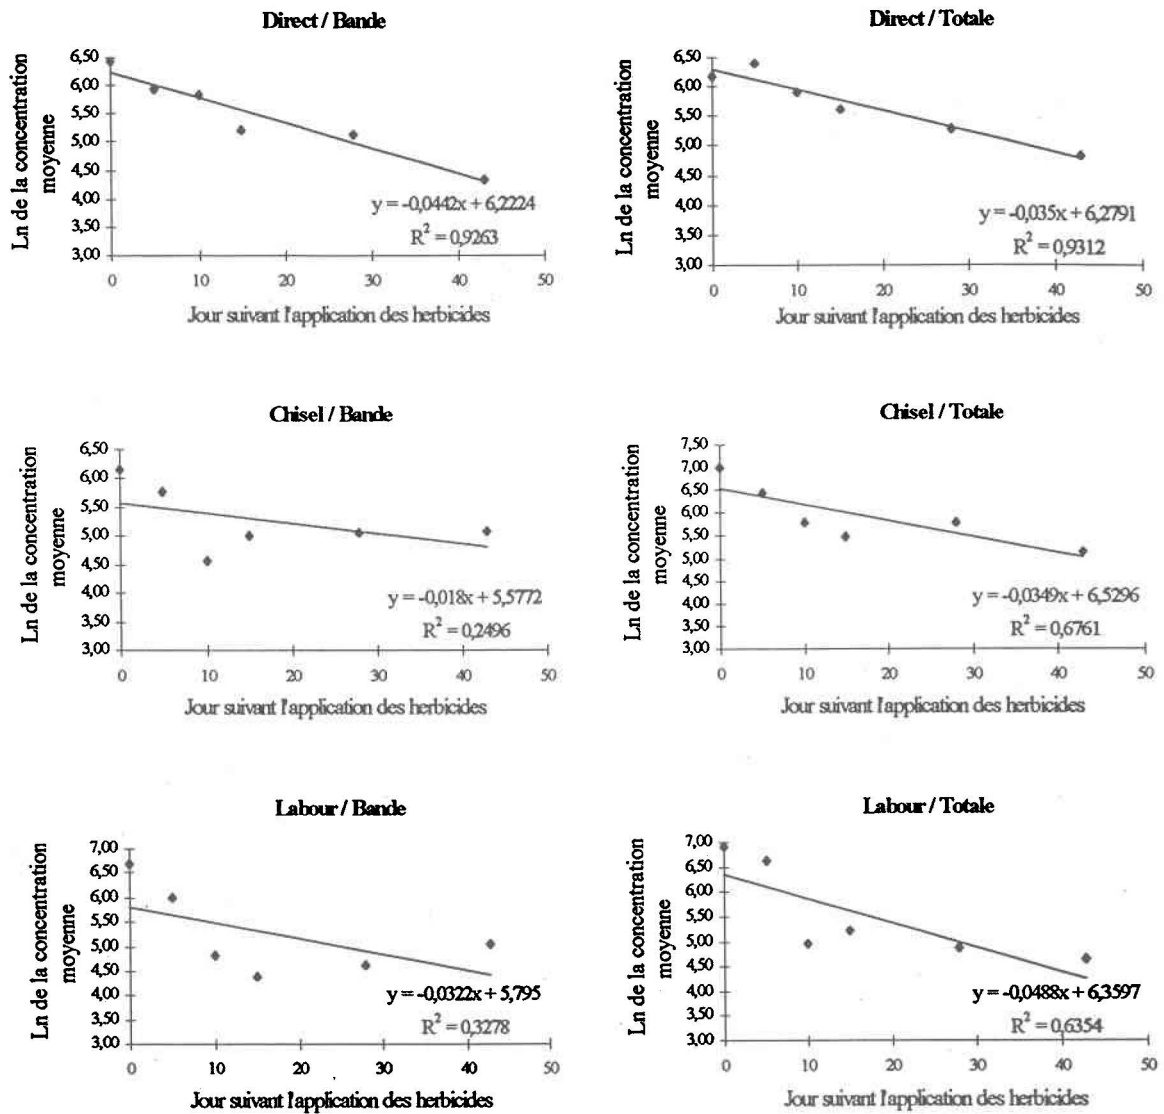 Direct / Bande
Ln de la concentration
moyenne
6,50
6,00
5,50
5,00
4,50
4,00
3,50
3,00
y = -0,0442x + 6,2224
R² = 0,9263
0 10 20 30 40 50
Jour suivant l'application des herbicides
Direct / Totale
Ln de la concentration
moyenne
6,50
6,00
5,50
5,00
4,50
4,00
3,50
3,00
y = -0,035x + 6,2791
R² = 0,9312
0 10 20 30 40 50
Jour suivant l'application des herbicides
Chisel / Bande
Ln de la concentration
moyenne
6,50
6,00
5,50
5,00
4,50
4,00
3,50
3,00
y = -0,018x + 5,5772
R² = 0,2496
0 10 20 30 40 50
Jour suivant l'application des herbicides
Chisel / Totale
Ln de la concentration
moyenne
7,50
7,00
6,50
6,00
5,50
5,00
4,50
4,00
3,50
3,00
y = -0,0349x + 6,5296
R² = 0,6761
0 10 20 30 40 50
Jour suivant l'application des herbicides
Labour / Bande
Ln de la concentration
moyenne
7,00
6,50
6,00
5,50
5,00
4,50
4,00
3,50
3,00
y = -0,0322x + 5,795
R² = 0,3278
0 10 20 30 40 50
Jour suivant l'application des herbicides
Labour / Totale
Ln de la concentration
moyenne
7,00
6,50
6,00
5,50
5,00
4,50
4,00
3,50
3,00
y = -0,0488x + 6,3597
R² = 0,6354
0 10 20 30 40 50
Jour suivant l'application des herbicides